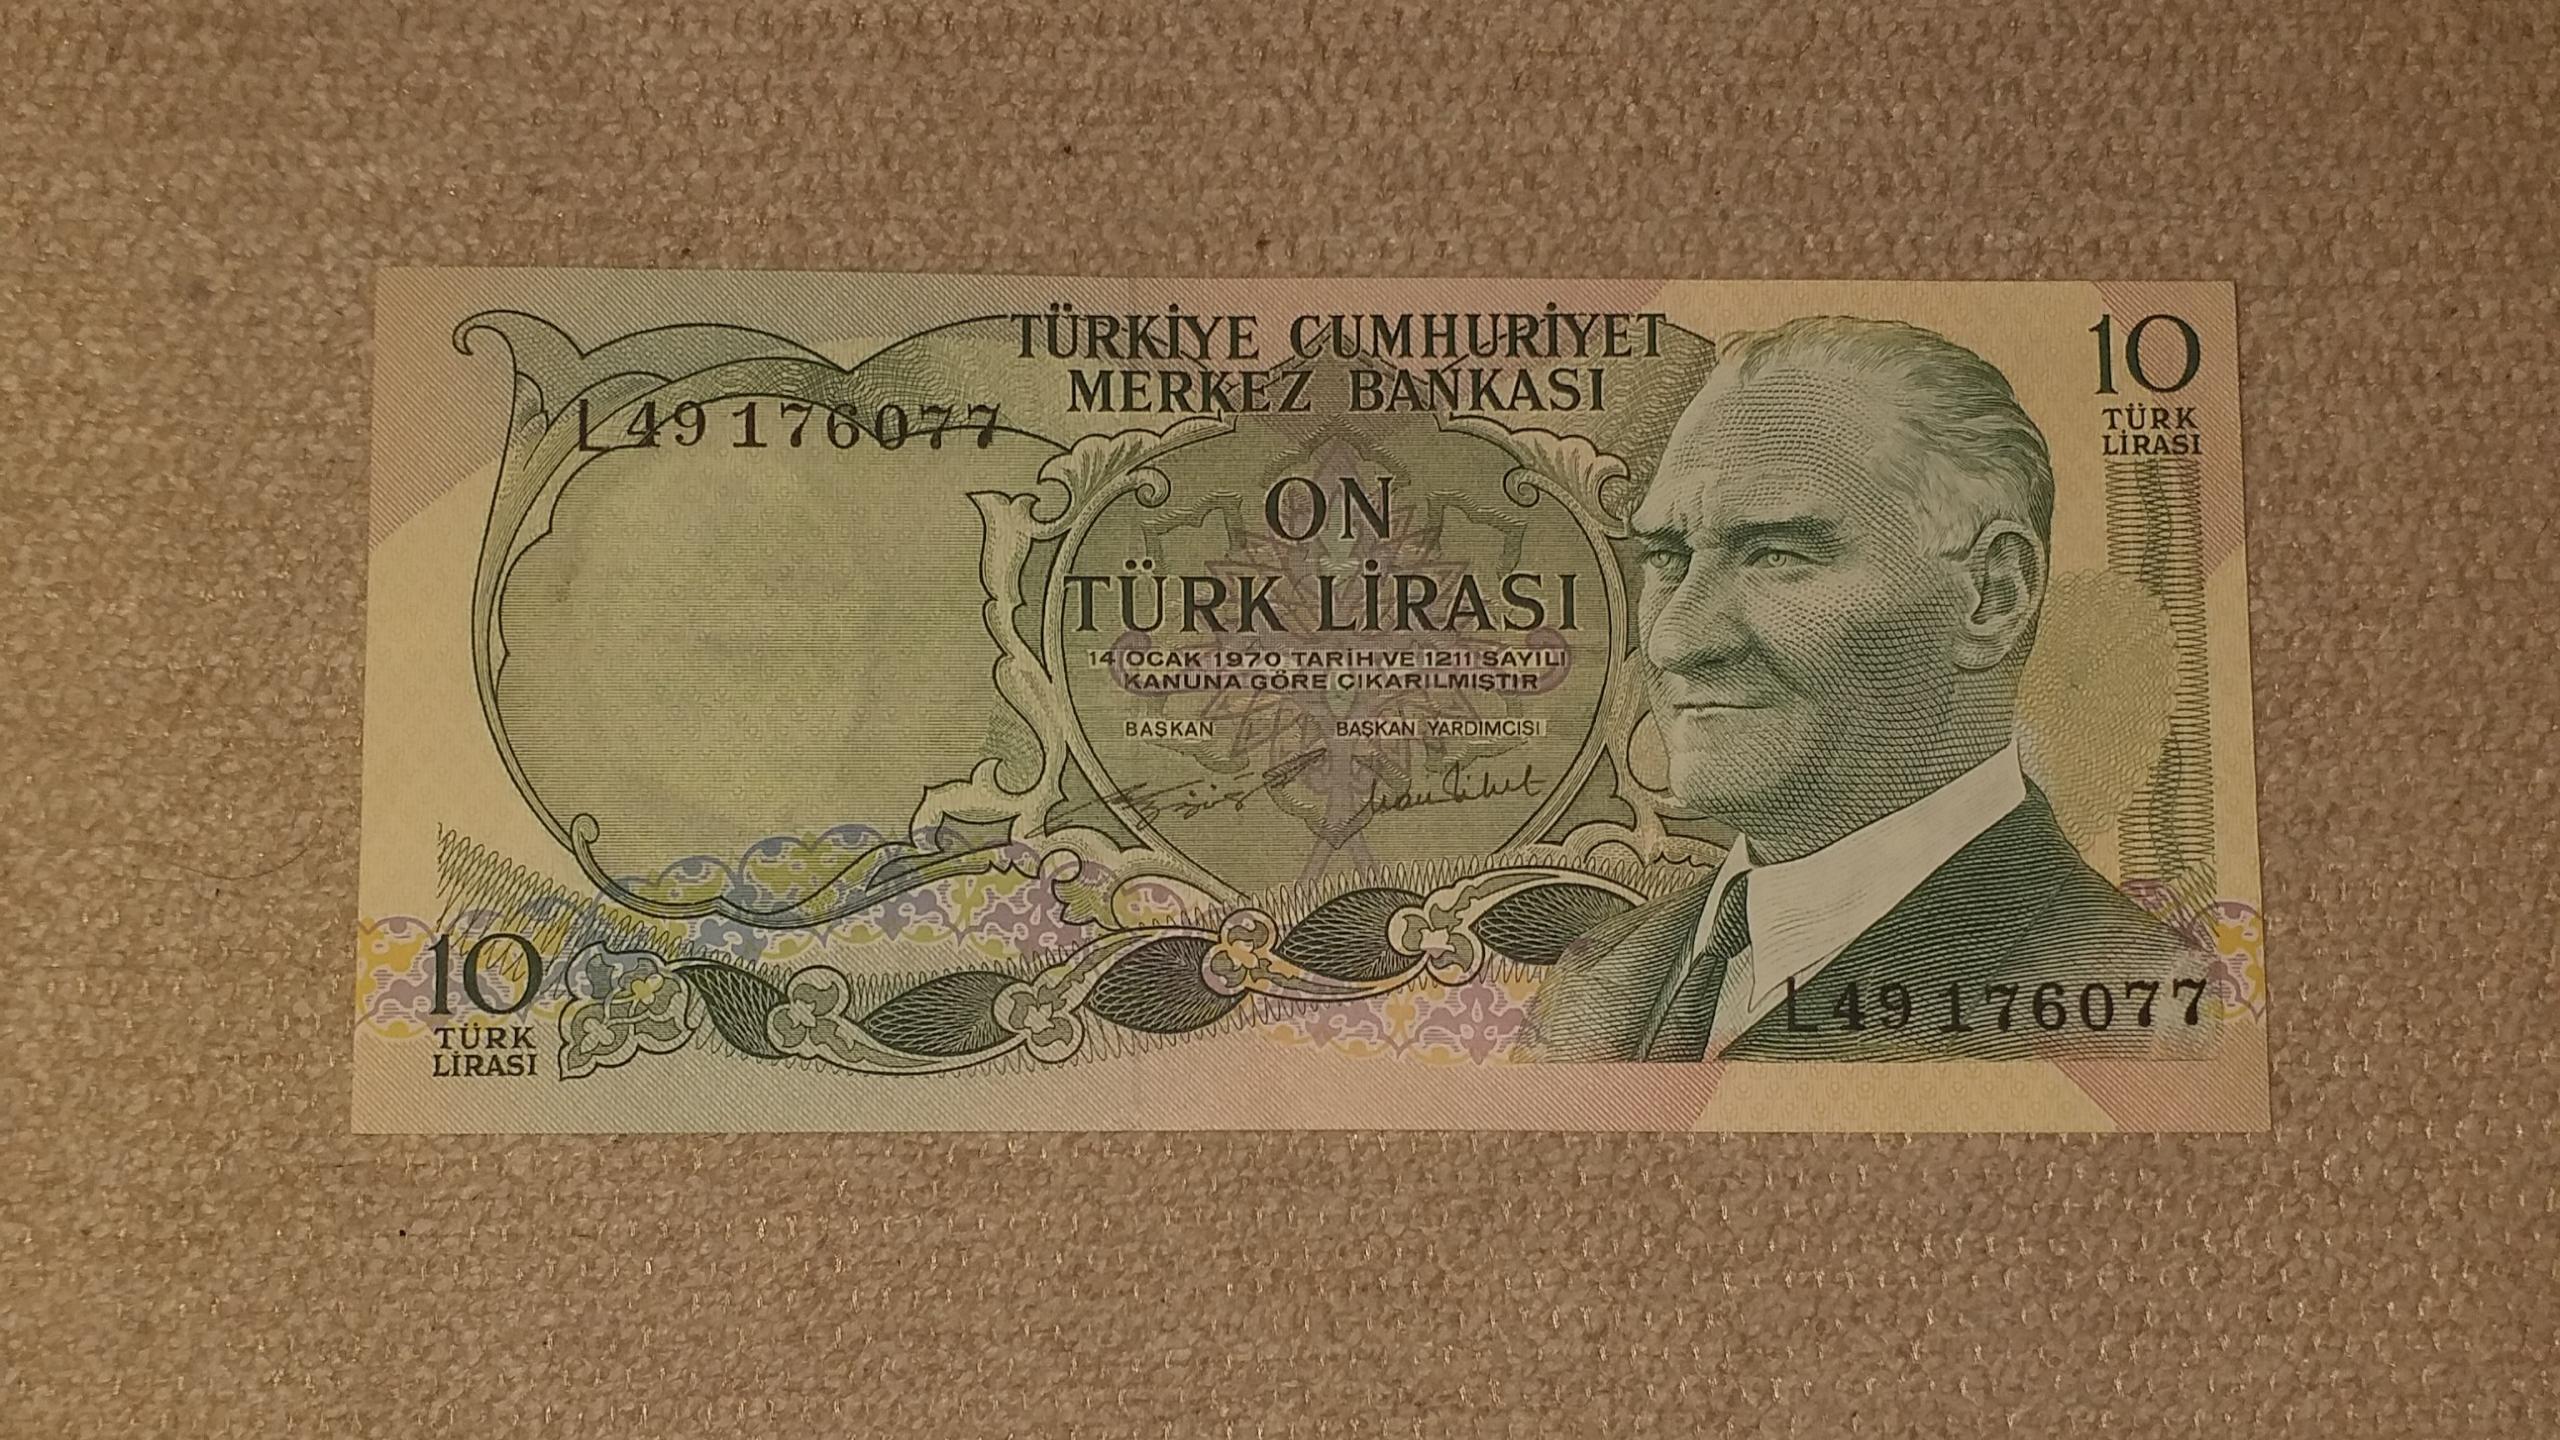 TÜRKİYE CUMHURİYET
MERKEZ BANKASI
10
TÜRK
LİRASI
L49 176077
ON
TÜRK LİRASI
14 OCAK 1970 TARİH VE 1211 SAYILI
KANUNA GÖRE ÇIKARILMIŞTIR
BAŞKAN BAŞKAN YARDIMCISI
10
TÜRK
LİRASI
L49 176077